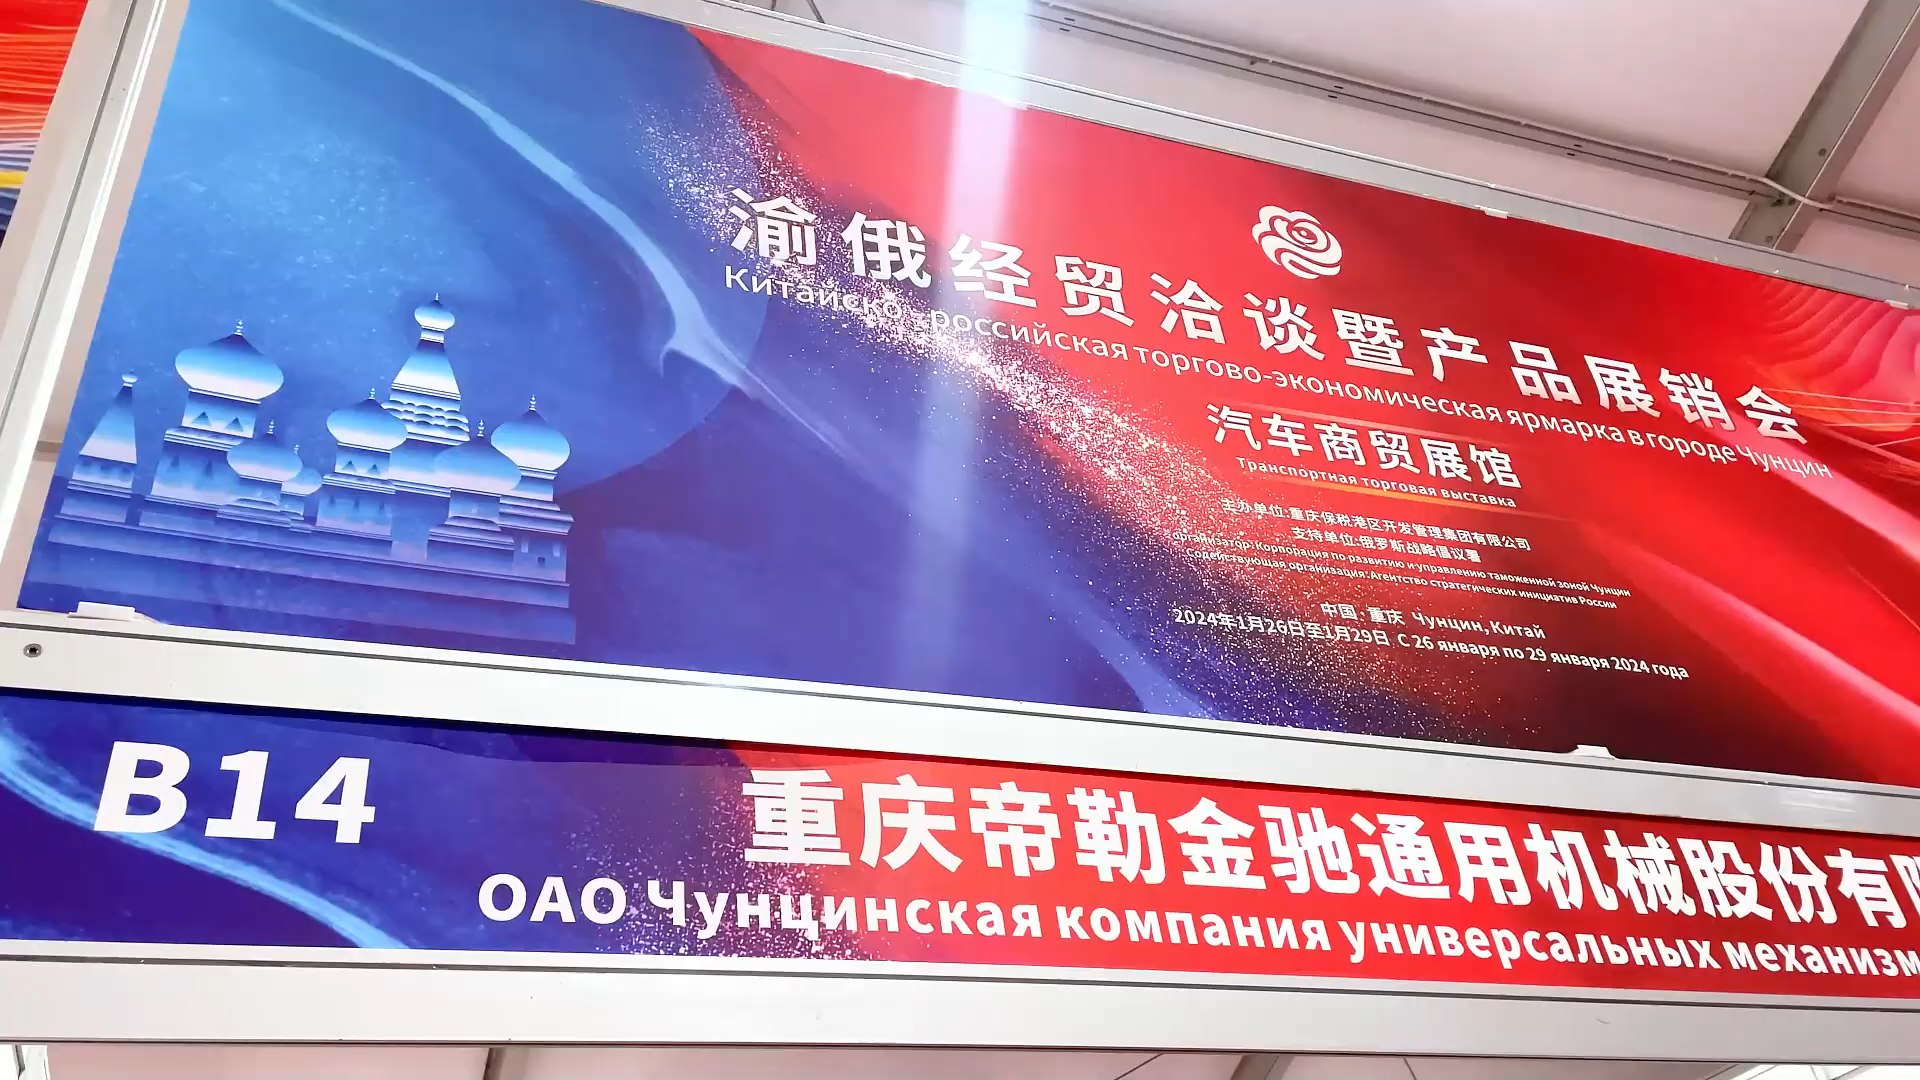 渝俄经贸洽谈暨产品展销会
Китайско -российская торгово-экономическая ярмарка в городе Чунцин
汽车商贸展馆
Транспортная торговая выставка
主办单位:重庆保税港区开发管理集团有限公司
支持单位:俄罗斯战略倡议署
организатор:Корпорация по развитию и управлению таможенной зоной Чунцин
Содействующая организация:Агентство стратегических инициатив России
中国·重庆 Чунцин,Китай
2024年1月26日至1月29日 С 26 января по 29 января 2024 года
B14
重庆帝勒金驰通用机械股份有
ОАО Чунцинская компания универсальных механизм